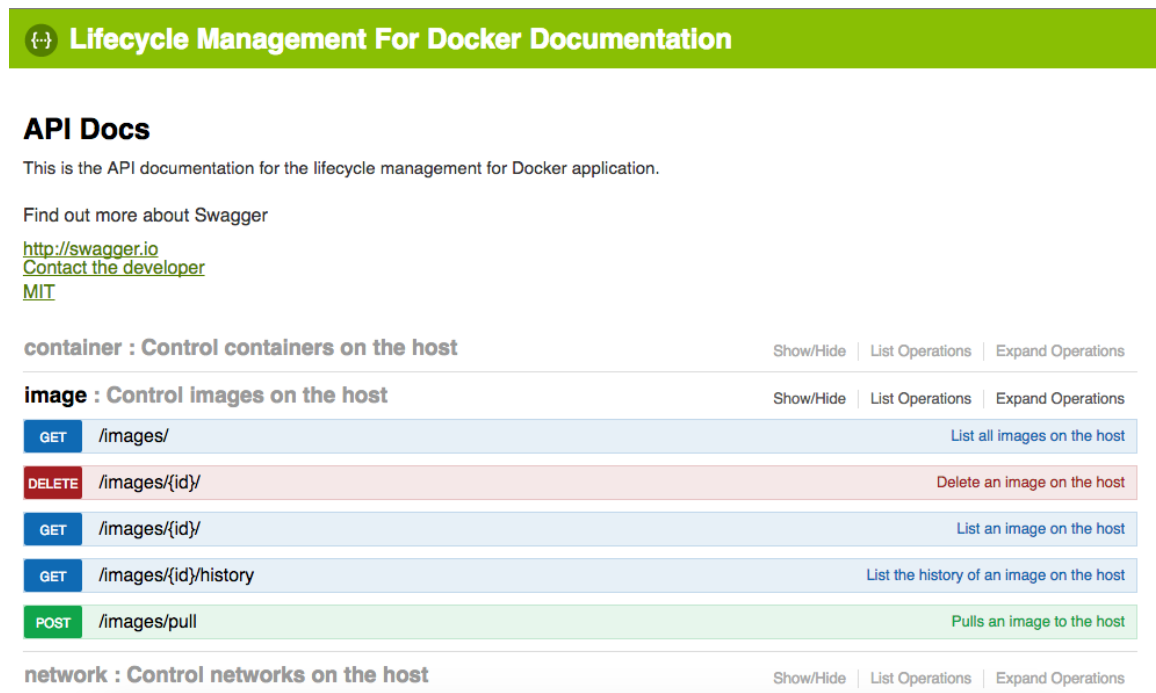 {···} Lifecycle Management For Docker Documentation
API Docs
This is the API documentation for the lifecycle management for Docker application.
Find out more about Swagger
http://swagger.io
Contact the developer
MIT
container : Control containers on the host Show/Hide List Operations Expand Operations
image : Control images on the host Show/Hide List Operations Expand Operations
GET /images/ List all images on the host
DELETE /images/{id}/ Delete an image on the host
GET /images/{id}/ List an image on the host
GET /images/{id}/history List the history of an image on the host
POST /images/pull Pulls an image to the host
network : Control networks on the host Show/Hide List Operations Expand Operations